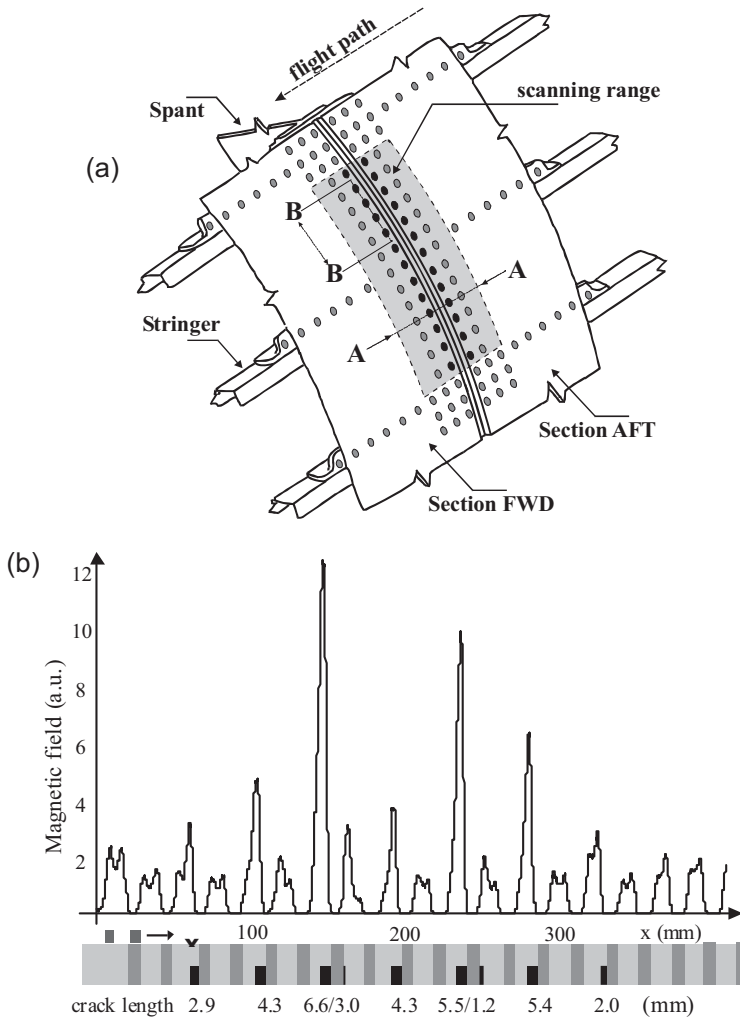 (a)
flight path
Spant
scanning range
B
B
A
A
Stringer
Section AFT
Section FWD
(b)
Magnetic field (a.u.)
12
10
8
6
4
2
100 200 300 x (mm)
x
crack length 2.9 4.3 6.6/3.0 4.3 5.5/1.2 5.4 2.0 (mm)